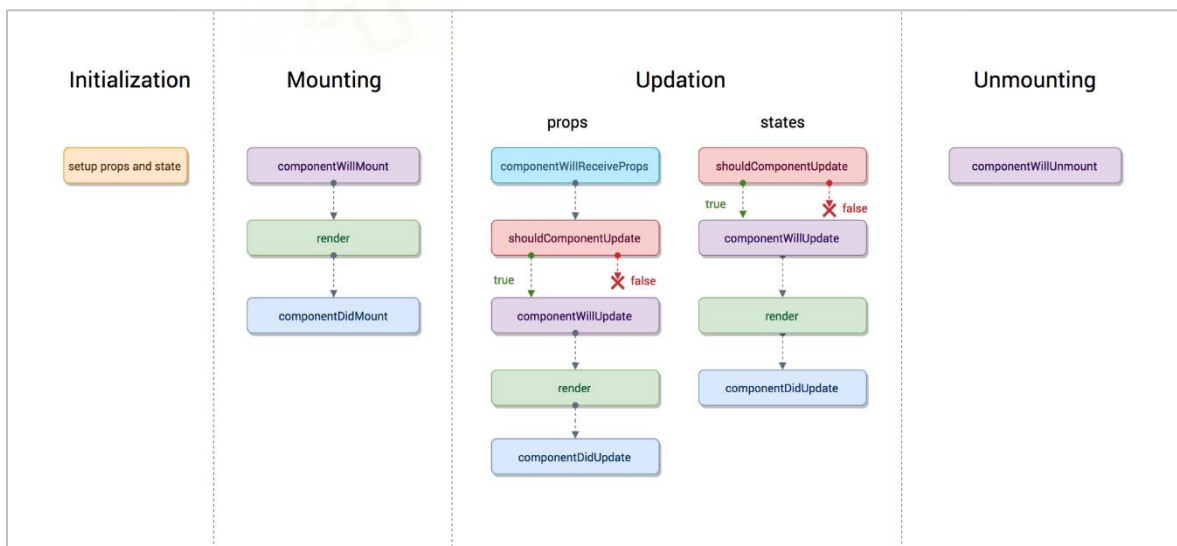 Initialization
Mounting
Updation
Unmounting
props
states
setup props and state
componentWillMount
render
componentDidMount
componentWillReceiveProps
shouldComponentUpdate
true
false
componentWillUpdate
render
componentDidUpdate
shouldComponentUpdate
true
false
componentWillUpdate
render
componentDidUpdate
componentWillUnmount